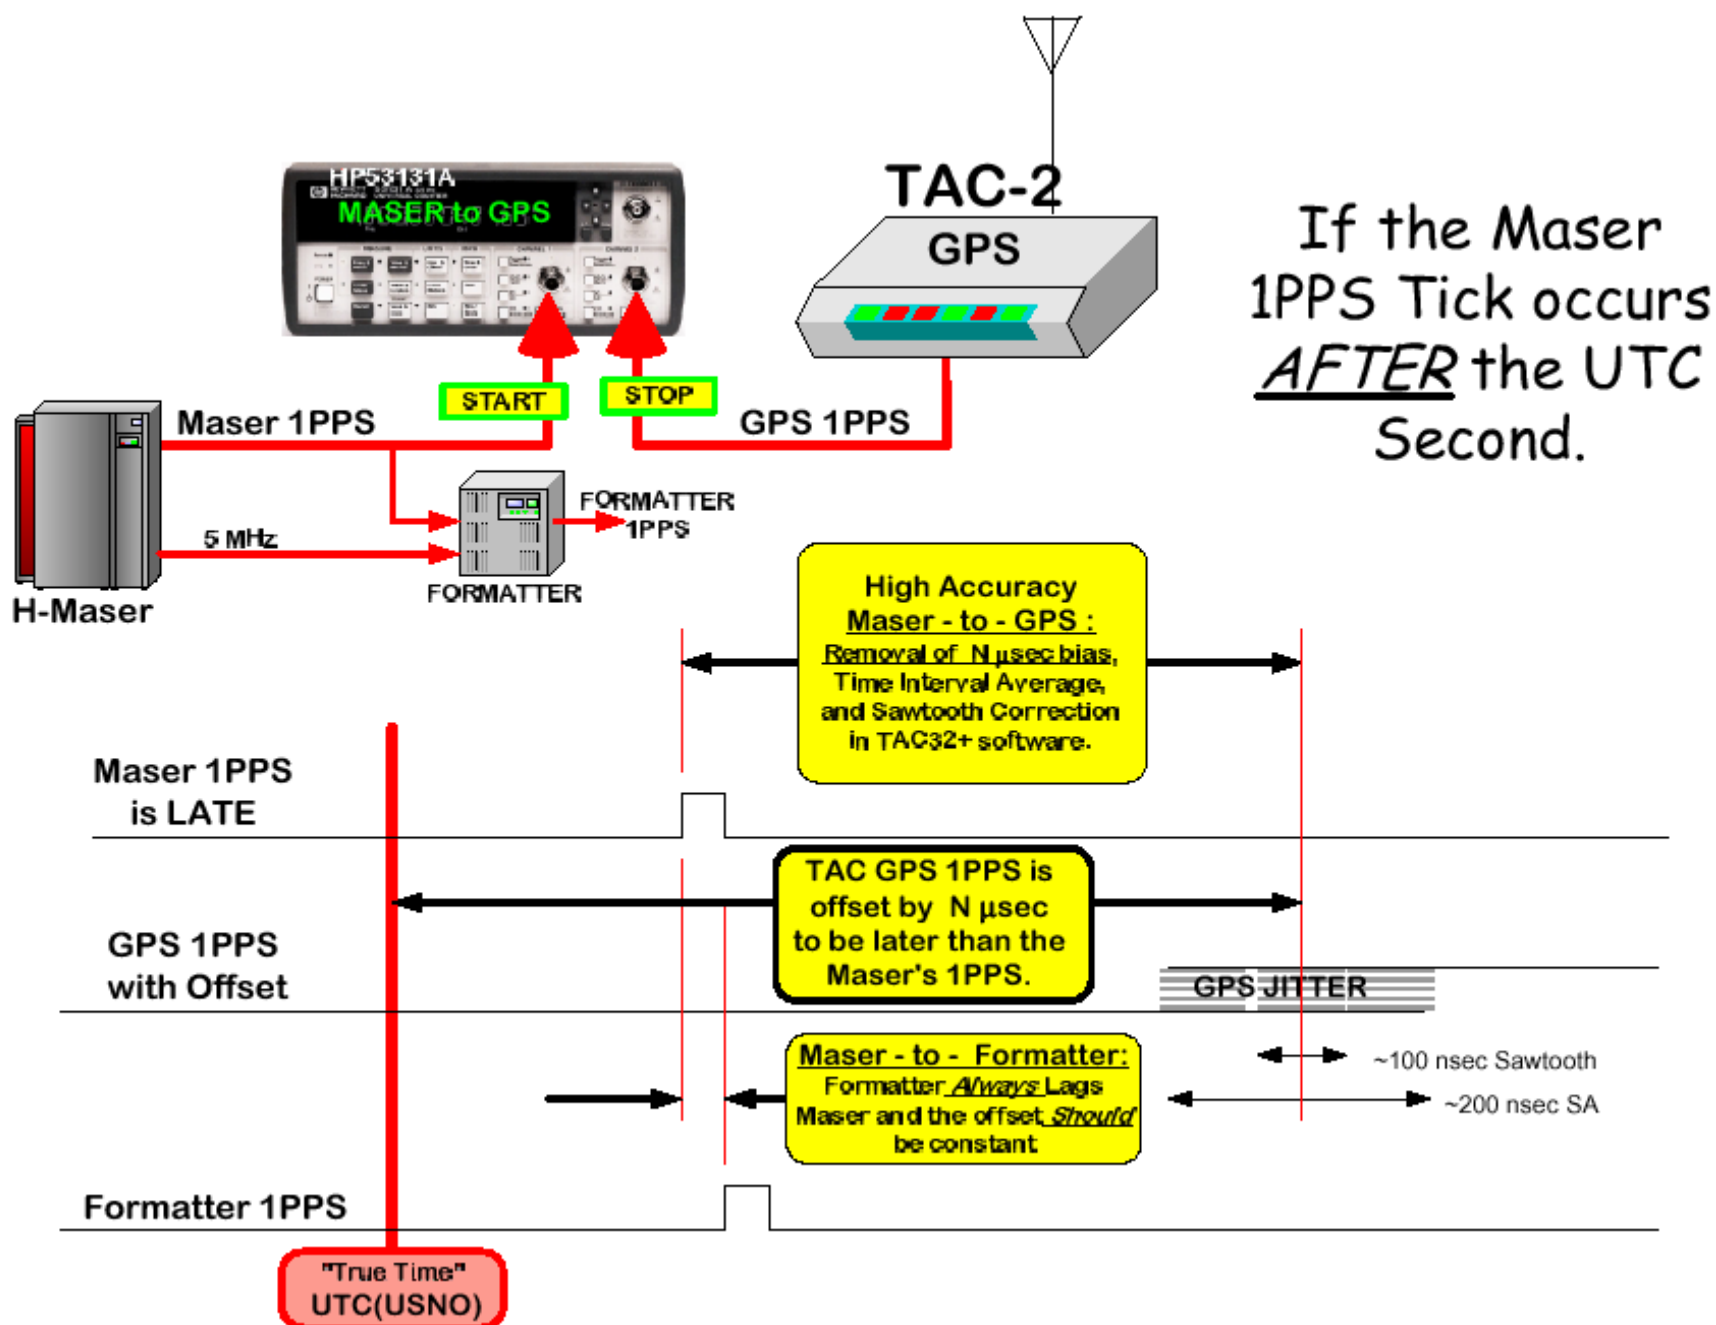 TAC-2
GPS
HP53131A
MASER to GPS
If the Maser
1PPS Tick occurs
AFTER the UTC
Second.
START
STOP
Maser 1PPS
GPS 1PPS
5 MHz
FORMATTER
1PPS
FORMATTER
H-Maser
High Accuracy
Maser - to - GPS :
Removal of N µsec bias,
Time Interval Average,
and Sawtooth Correction
in TAC32+ software.
Maser 1PPS
is LATE
TAC GPS 1PPS is
offset by N µsec
to be later than the
Maser's 1PPS.
GPS 1PPS
with Offset
GPS JITTER
Maser - to - Formatter:
Formatter Always Lags
Maser and the offset Should
be constant
~100 nsec Sawtooth
~200 nsec SA
Formatter 1PPS
"True Time"
UTC(USNO)